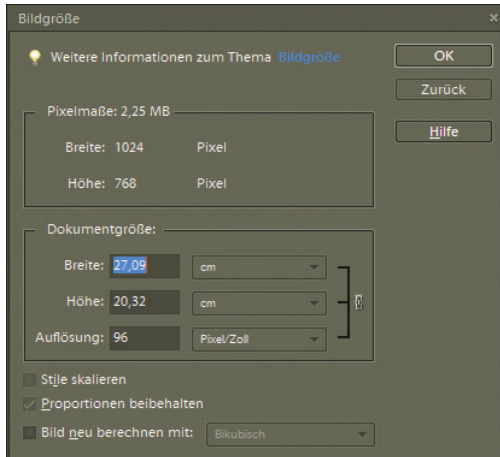 Bildgröße
Weitere Informationen zum Thema Bildgröße
OK
Zurück
Hilfe
Pixelmaße: 2,25 MB
Breite: 1024 Pixel
Höhe: 768 Pixel
Dokumentgröße:
Breite: 27,09 cm
Höhe: 20,32 cm
Auflösung: 96 Pixel/Zoll
Stile skalieren
Proportionen beibehalten
Bild neu berechnen mit: Bikubisch